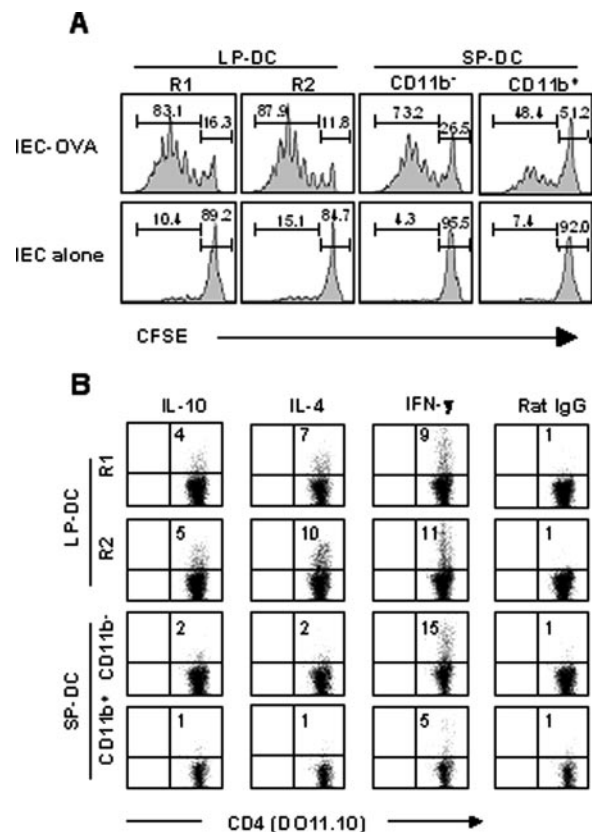 A
LP-DC SP-DC
R1 R2 CD11b- CD11b+
IEC-OVA 83.1 16.3 87.9 11.8 73.2 26.5 48.4 51.2
IEC alone 10.4 89.2 15.1 84.7 4.3 95.5 7.4 92.0
CFSE
B
IL-10 IL-4 IFN-γ Rat IgG
LP-DC
R1 4 7 9 1
R2 5 10 11 1
SP-DC
CD11b- 2 2 15 1
CD11b+ 1 1 5 1
CD4 (DO11.10)